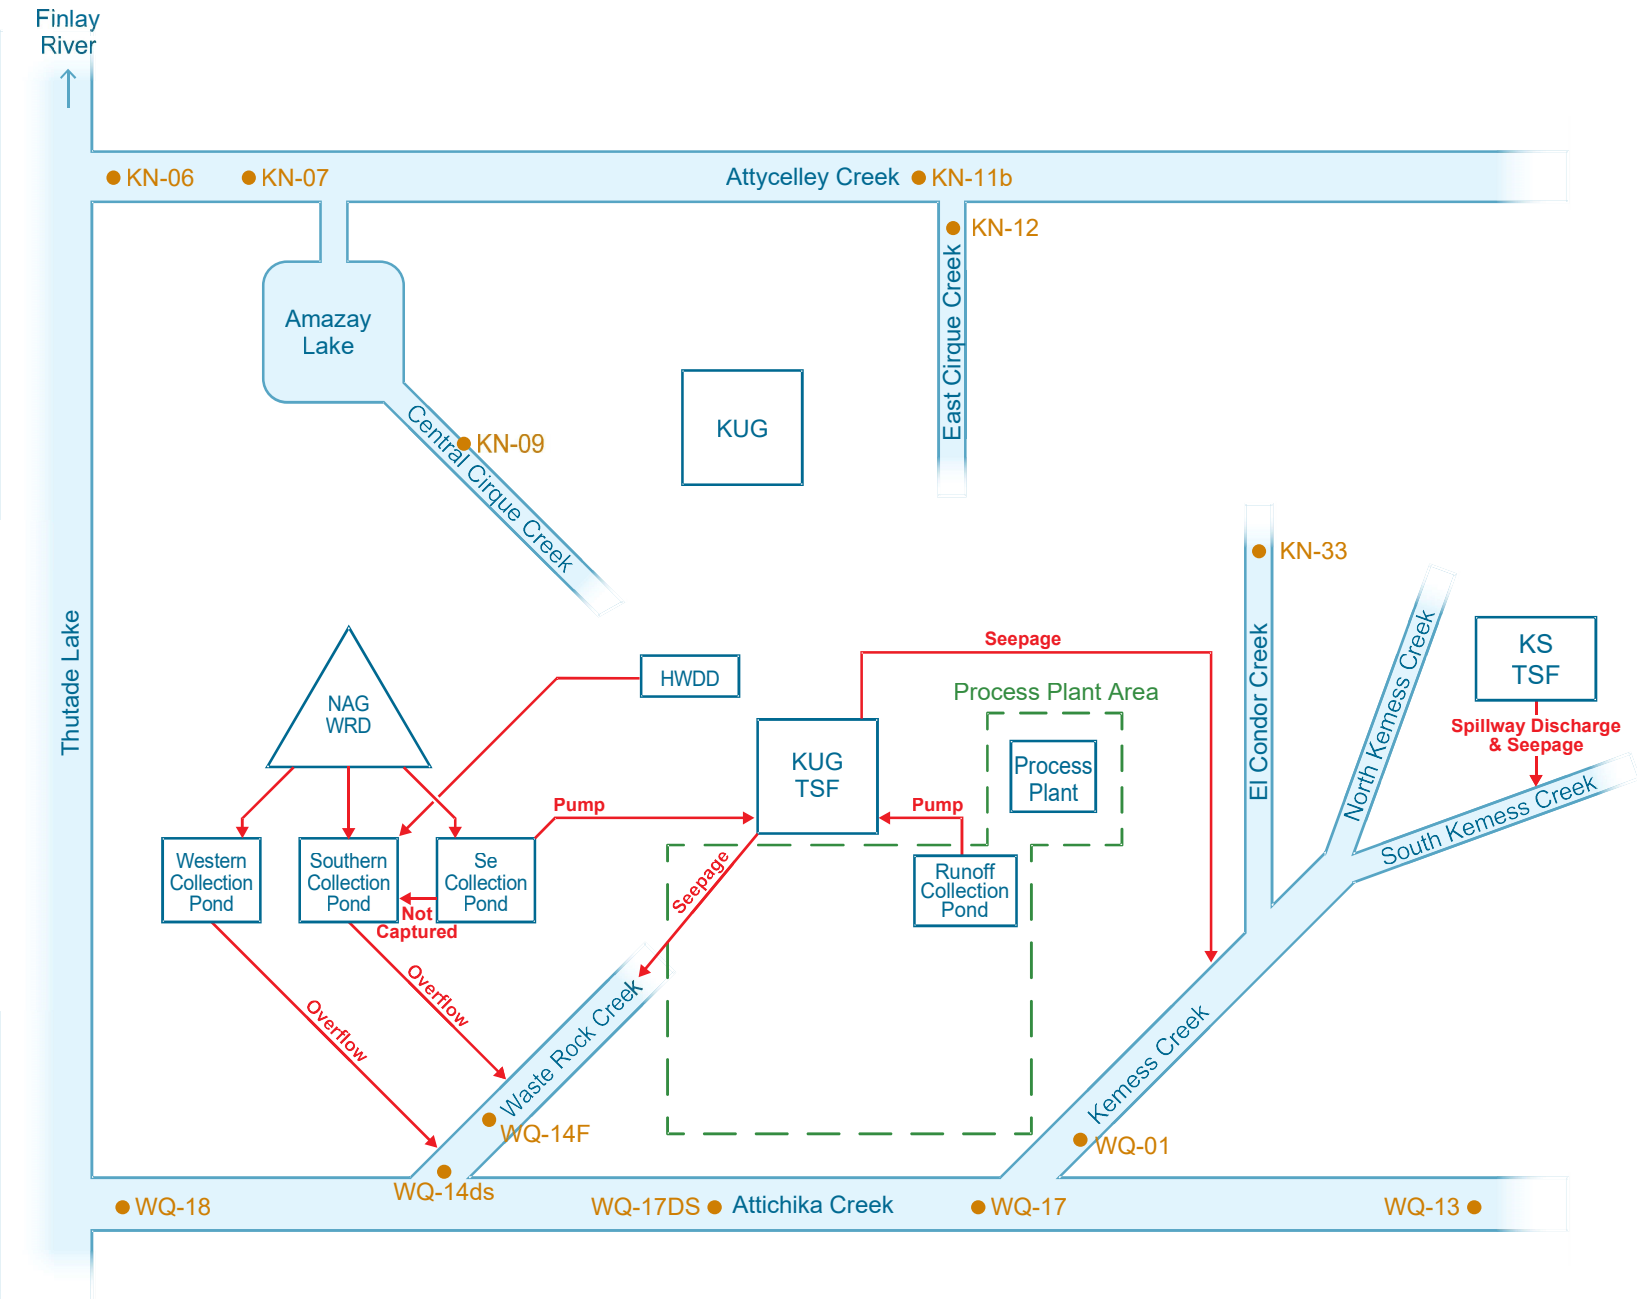 Finlay
River
KN-06
KN-07
Attycelley Creek
KN-11b
KN-12
East Cirque Creek
Amazay
Lake
KUG
KN-09
Central Cirque Creek
KN-33
El Condor Creek
North Kemess Creek
KS
TSF
Spillway Discharge
& Seepage
South Kemess Creek
Thutade Lake
NAG
WRD
HWDD
Seepage
Process Plant Area
KUG
TSF
Process
Plant
Pump
Pump
Western
Collection
Pond
Southern
Collection
Pond
Se
Collection
Pond
Not
Captured
Seepage
Runoff
Collection
Pond
Overflow
Overflow
Waste Rock Creek
Kemess Creek
WQ-14F
WQ-01
WQ-14ds
WQ-18
WQ-17DS
Attichika Creek
WQ-17
WQ-13